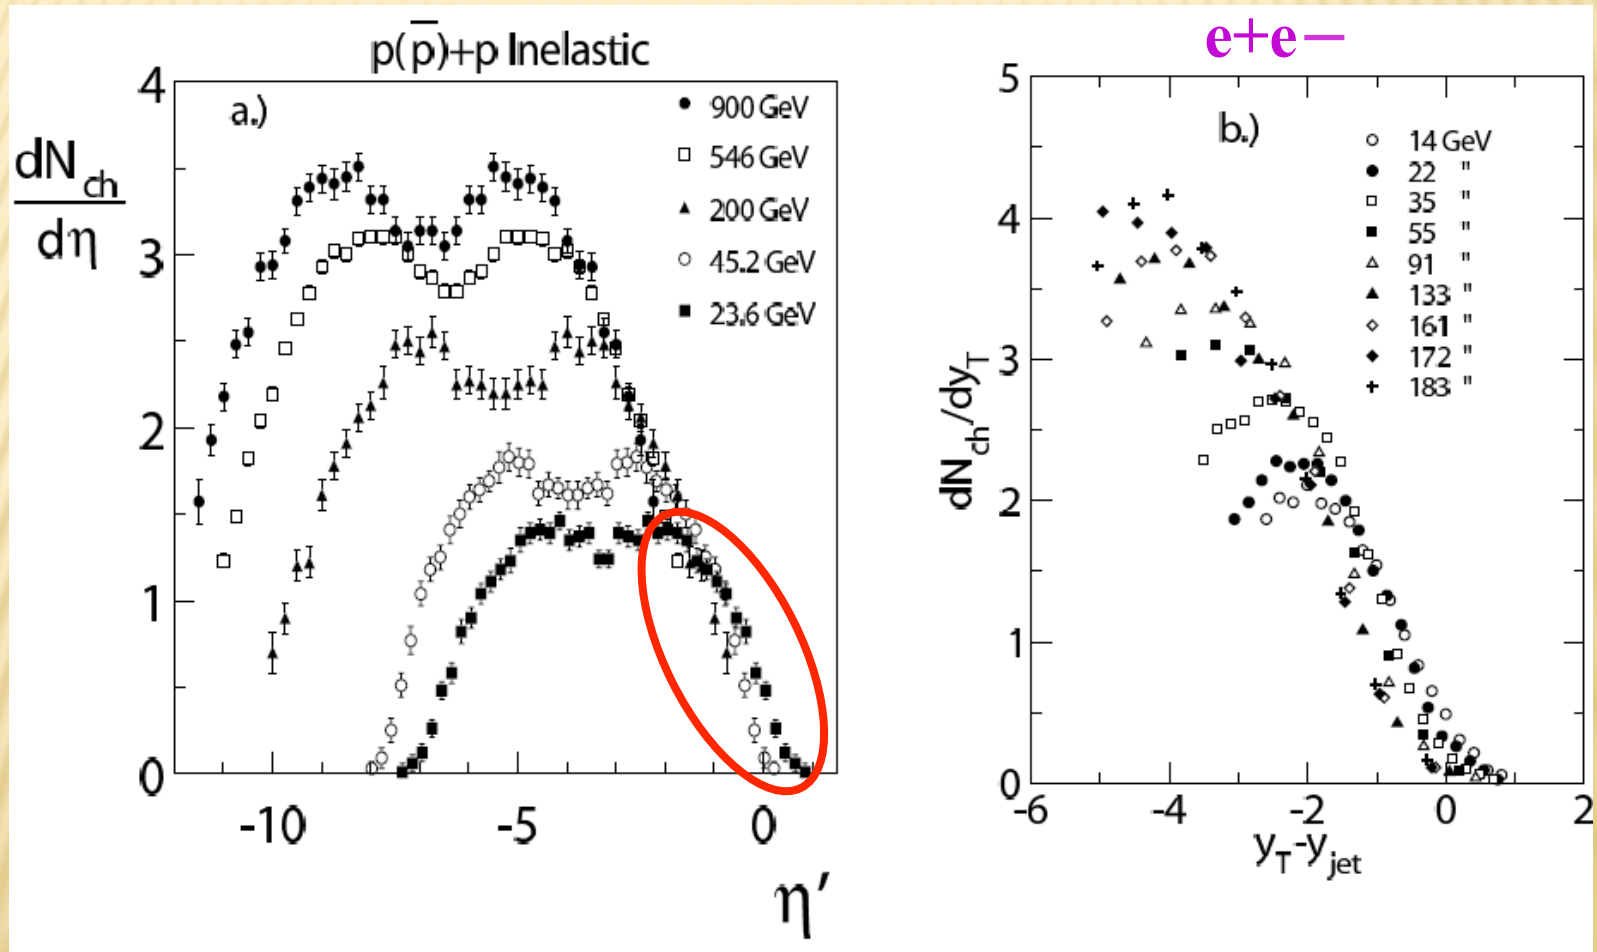 p(p̅)+p Inelastic
a.)
900 GeV
546 GeV
200 GeV
45.2 GeV
23.6 GeV
dN_ch
dη
4
3
2
1
0
-10
-5
0
η′
e+e−
b.)
14 GeV
22 "
35 "
55 "
91 "
133 "
161 "
172 "
183 "
dN_ch/dy_T
5
4
3
2
1
0
-6
-4
-2
0
2
y_T-y_jet